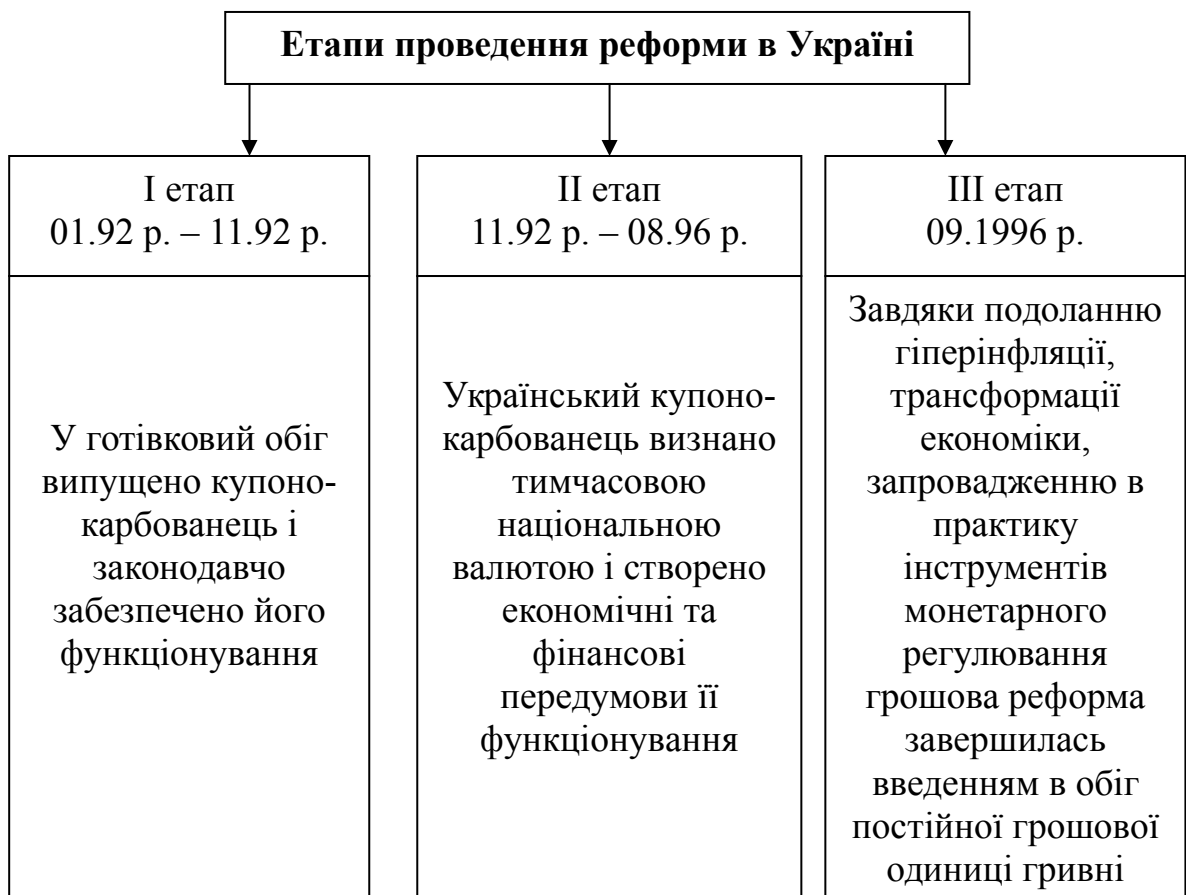 Етапи проведення реформи в Україні
І етап
01.92 р. – 11.92 р.
У готівковий обіг
випущено купоно-
карбованець і
законодавчо
забезпечено його
функціонування
ІІ етап
11.92 р. – 08.96 р.
Український купоно-
карбованець визнано
тимчасовою
національною
валютою і створено
економічні та
фінансові
передумови її
функціонування
ІІІ етап
09.1996 р.
Завдяки подоланню
гіперінфляції,
трансформації
економіки,
запровадженню в
практику
інструментів
монетарного
регулювання
грошова реформа
завершилась
введенням в обіг
постійної грошової
одиниці гривні